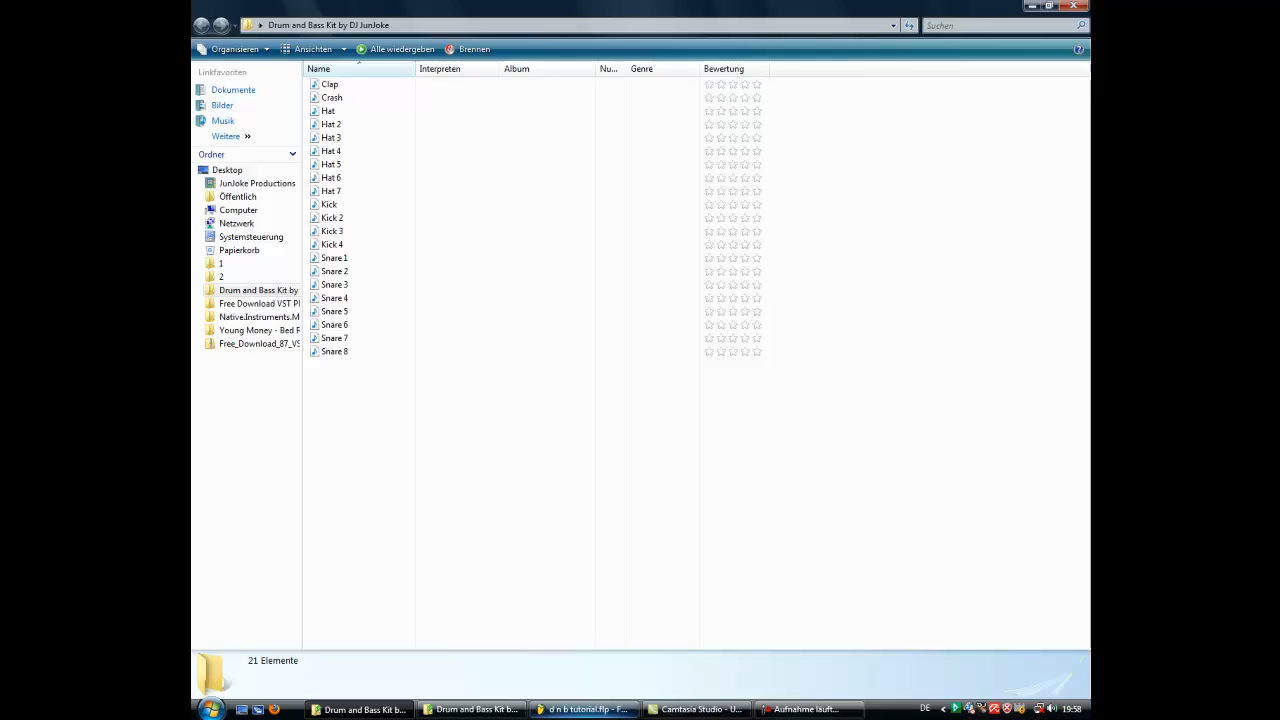 Drum and Bass Kit by DJ JunJoke
Suchen
Organisieren Ansichten Alle wiedergeben Brennen
Linkfavoriten
Dokumente
Bilder
Musik
Weitere »
Ordner
Desktop
JunJoke Productions
Öffentlich
Computer
Netzwerk
Systemsteuerung
Papierkorb
1
2
Drum and Bass Kit by
Free Download VST Pl
Native.Instruments.M
Young Money - Bed R
Free_Download_87_VS
Name Interpreten Album Nu... Genre Bewertung
Clap
Crash
Hat
Hat 2
Hat 3
Hat 4
Hat 5
Hat 6
Hat 7
Kick
Kick 2
Kick 3
Kick 4
Snare 1
Snare 2
Snare 3
Snare 4
Snare 5
Snare 6
Snare 7
Snare 8
21 Elemente
Drum and Bass Kit b... Drum and Bass Kit b... d n b tutorial.flp - F... Camtasia Studio - U... Aufnahme läuft... DE 19:58